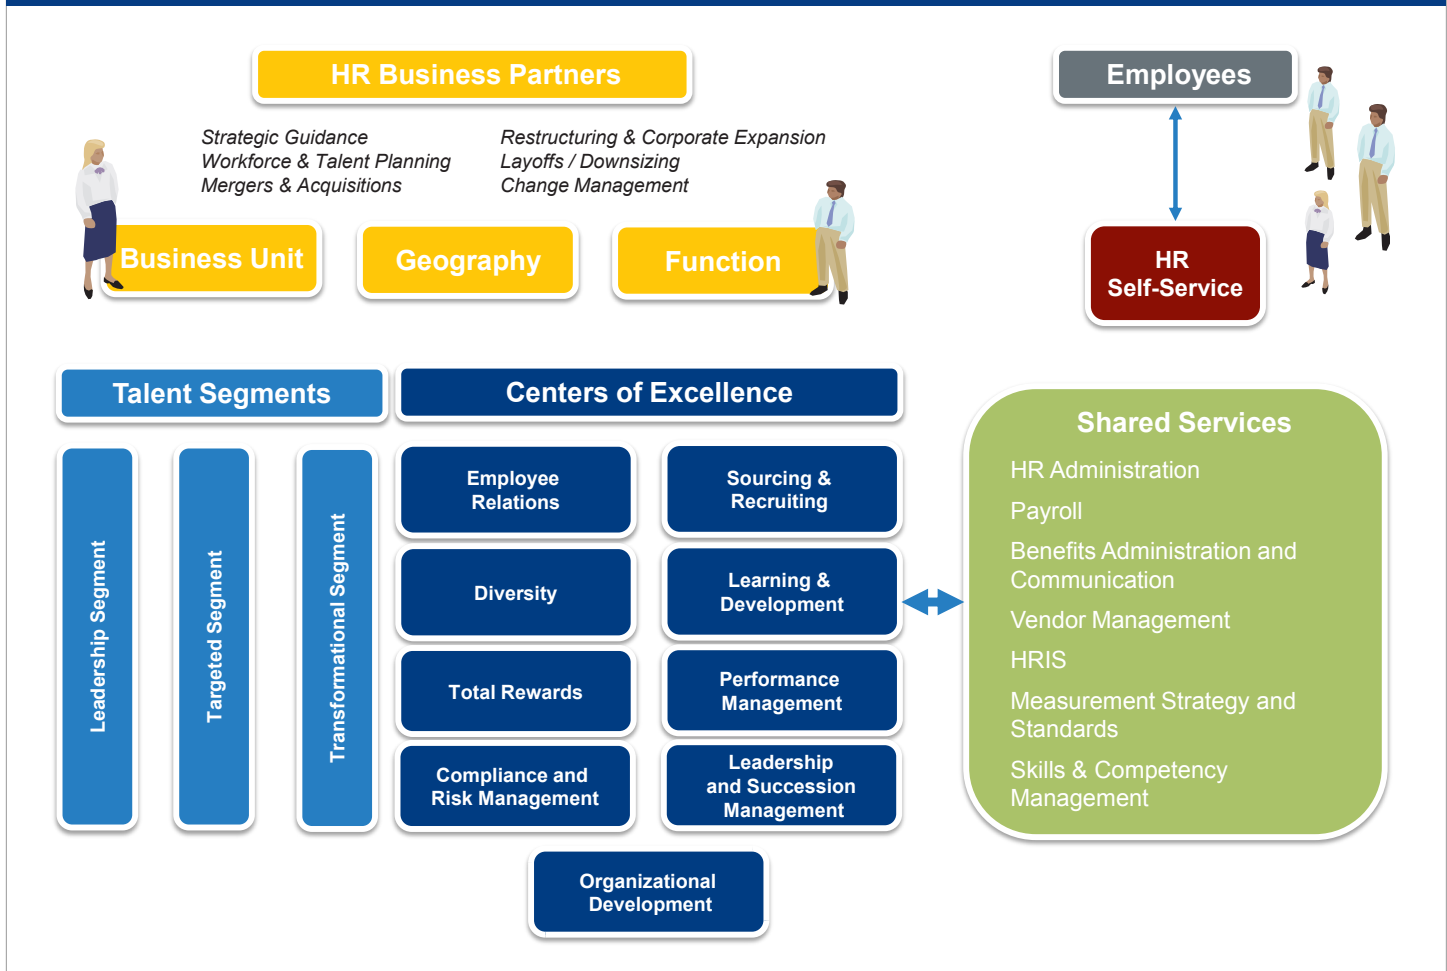 HR Business Partners
Strategic Guidance
Workforce & Talent Planning
Mergers & Acquisitions
Restructuring & Corporate Expansion
Layoffs / Downsizing
Change Management
Business Unit
Geography
Function
Employees
HR
Self-Service
Talent Segments
Leadership Segment
Targeted Segment
Transformational Segment
Centers of Excellence
Employee
Relations
Sourcing &
Recruiting
Diversity
Learning &
Development
Total Rewards
Performance
Management
Compliance and
Risk Management
Leadership
and Succession
Management
Organizational
Development
Shared Services
HR Administration
Payroll
Benefits Administration and
Communication
Vendor Management
HRIS
Measurement Strategy and
Standards
Skills & Competency
Management